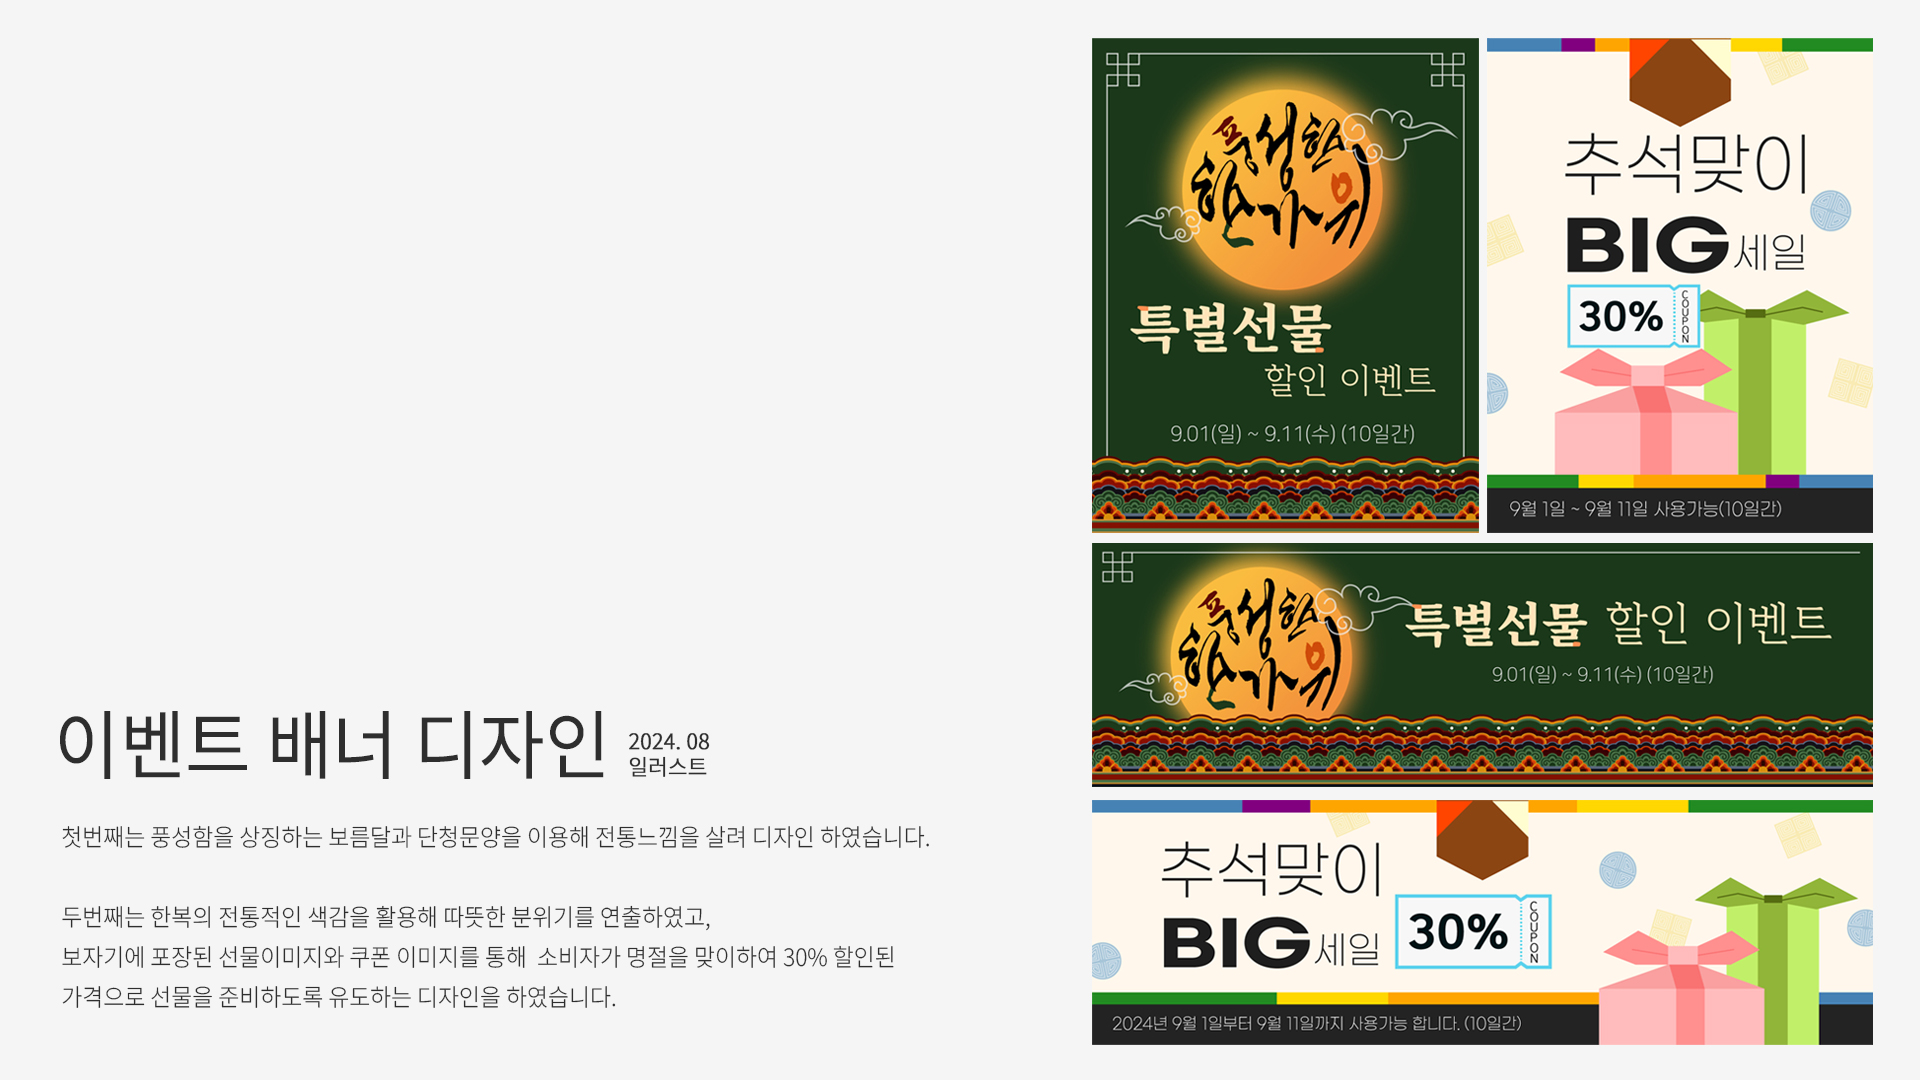 이벤트 배너 디자인
2024. 08
일러스트
첫번째는 풍성함을 상징하는 보름달과 단청문양을 이용해 전통느낌을 살려 디자인 하였습니다.
두번째는 한복의 전통적인 색감을 활용해 따뜻한 분위기를 연출하였고,
보자기에 포장된 선물이미지와 쿠폰 이미지를 통해 소비자가 명절을 맞이하여 30% 할인된
가격으로 선물을 준비하도록 유도하는 디자인을 하였습니다.
풍성한
한가위
특별선물
할인 이벤트
9.01(일) ~ 9.11(수) (10일간)
추석맞이
BIG세일
30% COUPON
9월 1일 ~ 9월 11일 사용가능(10일간)
풍성한
한가위
특별선물 할인 이벤트
9.01(일) ~ 9.11(수) (10일간)
추석맞이
BIG세일
30% COUPON
2024년 9월 1일부터 9월 11일까지 사용가능 합니다. (10일간)